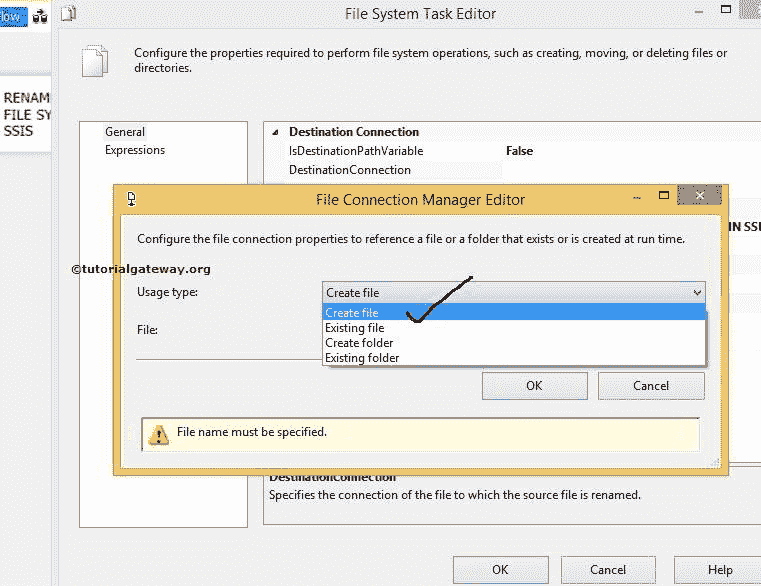 low
File System Task Editor
Configure the properties required to perform file system operations, such as creating, moving, or deleting files or
directories.
RENAM
FILE SY
SSIS
General
Expressions
Destination Connection
IsDestinationPathVariable False
DestinationConnection
File Connection Manager Editor
IN SSI
Configure the file connection properties to reference a file or a folder that exists or is created at run time.
©tutorialgateway.org
Usage type: Create file
Create file
File: Existing file
Create folder
Existing folder
OK Cancel
File name must be specified.
DestinationConnection
Specifies the connection of the file to which the source file is renamed.
OK Cancel Help